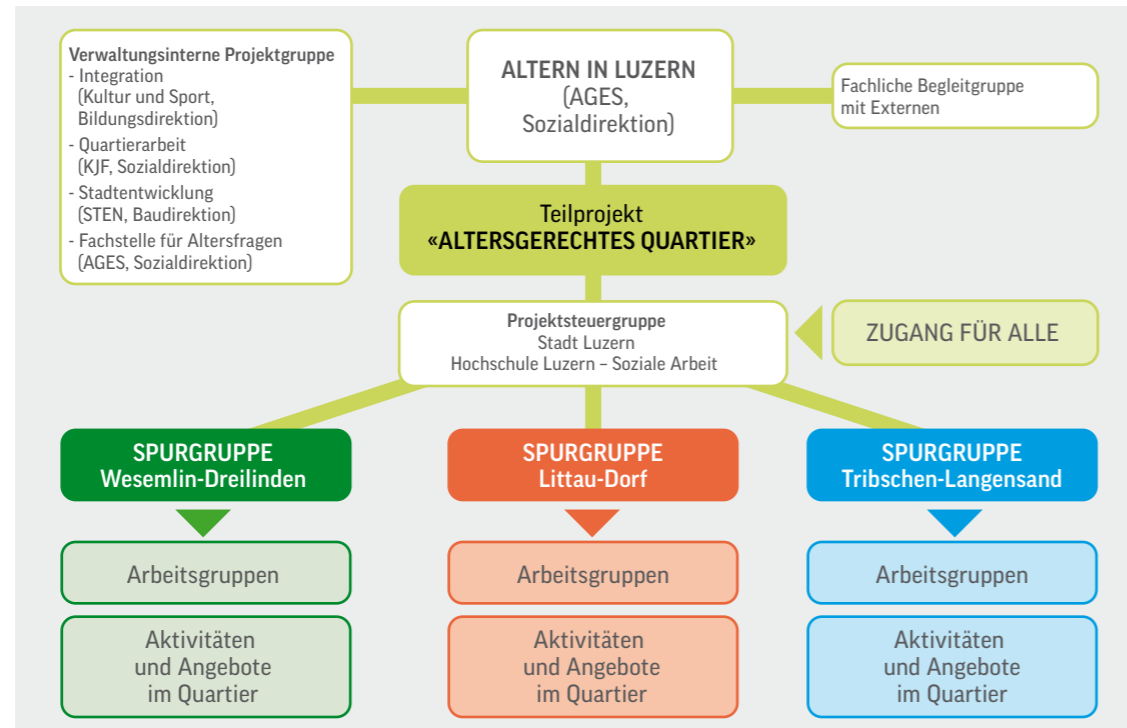 Verwaltungsinterne Projektgruppe
- Integration
(Kultur und Sport,
Bildungsdirektion)
- Quartierarbeit
(KJF, Sozialdirektion)
- Stadtentwicklung
(STEN, Baudirektion)
- Fachstelle für Altersfragen
(AGES, Sozialdirektion)
ALTERN IN LUZERN
(AGES,
Sozialdirektion)
Fachliche Begleitgruppe
mit Externen
Teilprojekt
«ALTERSGERECHTES QUARTIER»
Projektsteuergruppe
Stadt Luzern
Hochschule Luzern – Soziale Arbeit
ZUGANG FÜR ALLE
SPURGRUPPE
Wesemlin-Dreilinden
SPURGRUPPE
Littau-Dorf
SPURGRUPPE
Tribschen-Langensand
Arbeitsgruppen
Arbeitsgruppen
Arbeitsgruppen
Aktivitäten
und Angebote
im Quartier
Aktivitäten
und Angebote
im Quartier
Aktivitäten
und Angebote
im Quartier